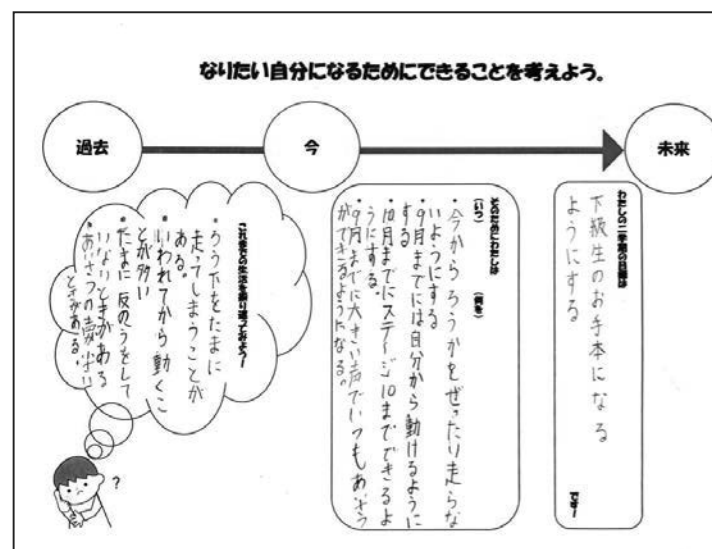 なりたい自分になるためにできることを考えよう。
過去
今
未来
わたしの二学期の目標は
下級生のお手本になる
ようにする
です！
そのためにわたしは
（いつ）　（何を）
・今からろうかをぜったい走らな
いようにする
・9月までには自分から動けるように
する
・10月までにステージ10までできるよ
うにする。
・9月までに大きい声でいつもあいさつ
ができるようになる。
これまでの生活を振り返ってみよう！
・ろう下をたまに
走ってしまうことが
ある。
・いわれてから動くこ
とが多い
・たまに反のうをして
いないときがある
・あいさつの声が小さい
ときがある。
?